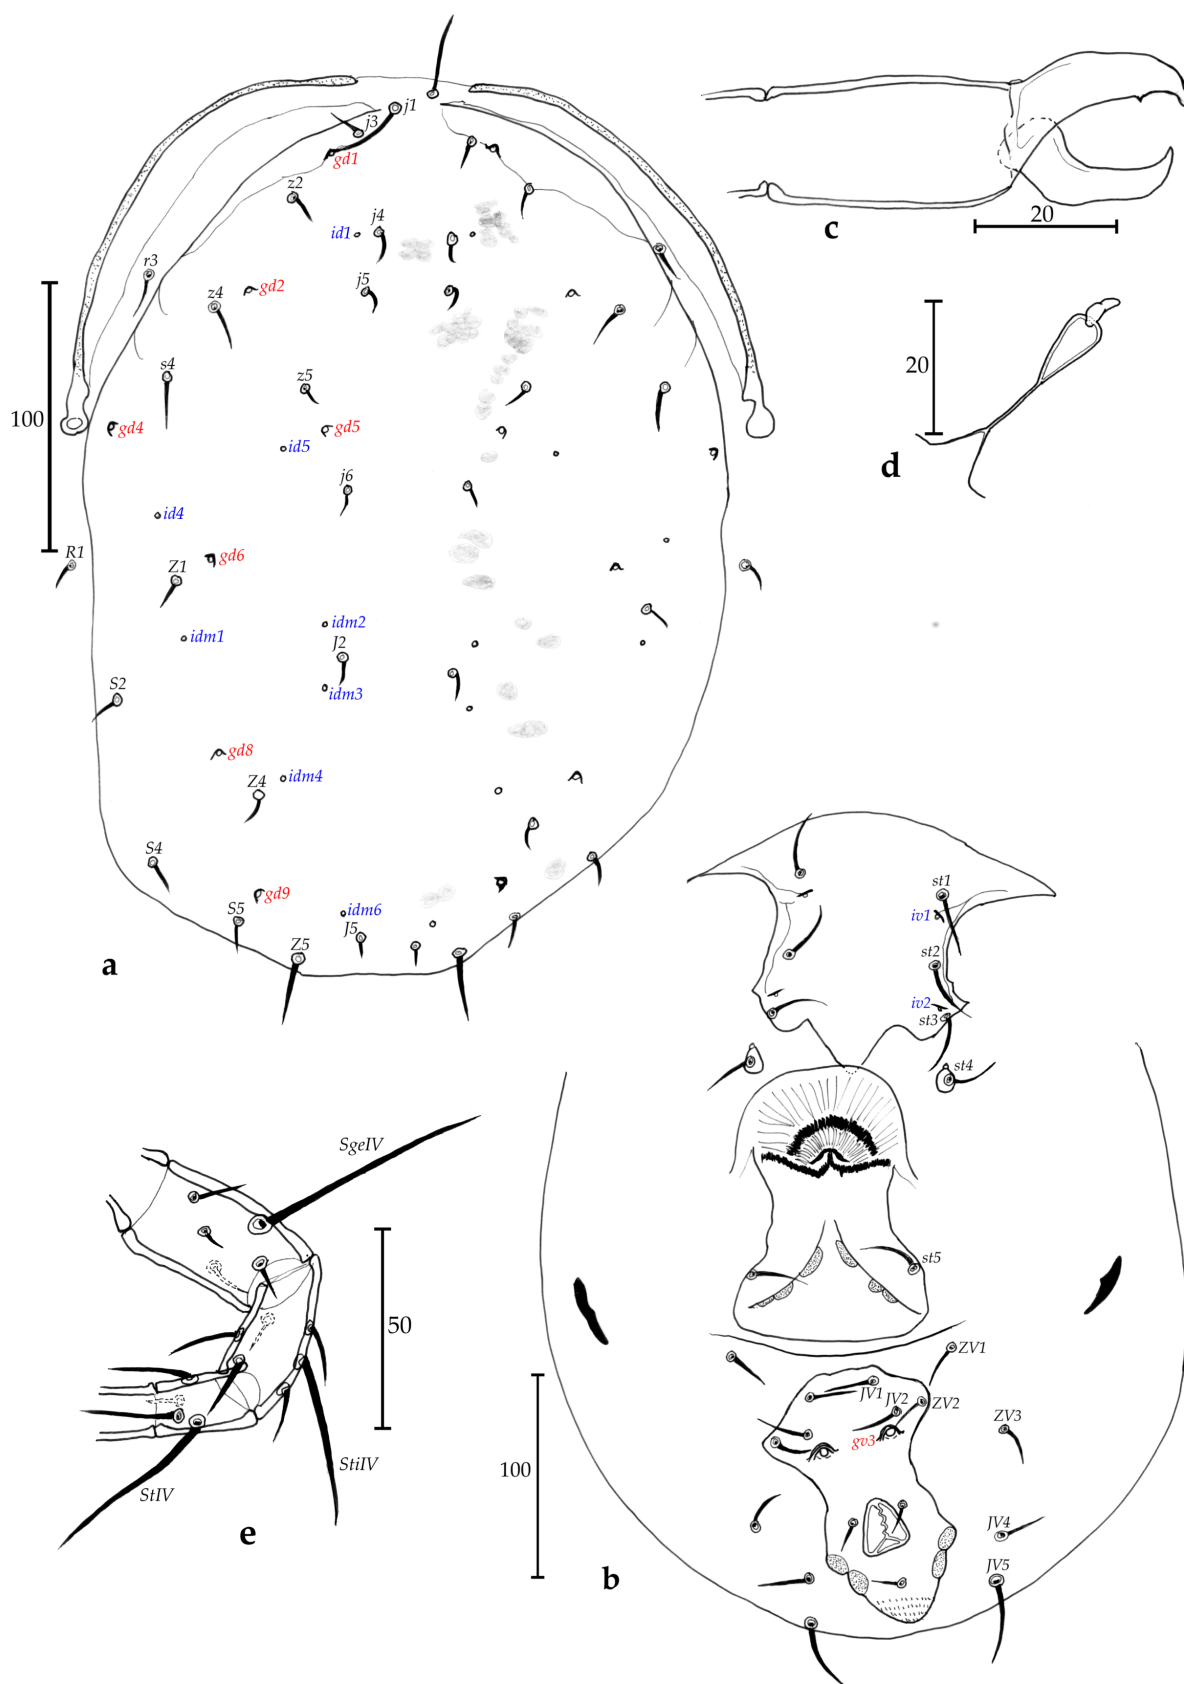 j1
j3
gd1
z2
j4
id1
r3
gd2
j5
z4
100
s4
z5
gd4
gd5
id5
j6
id4
R1
gd6
Z1
idm2
idm1
J2
S2
idm3
gd8
idm4
Z4
S4
gd9
idm6
S5
J5
Z5
a
20
c
20
d
st1
iv1
st2
iv2
st3
st4
st5
ZV1
JV1 JV2 ZV2
gv3
ZV3
100
JV4
JV5
b
SgeIV
50
StiIV
StIV
e